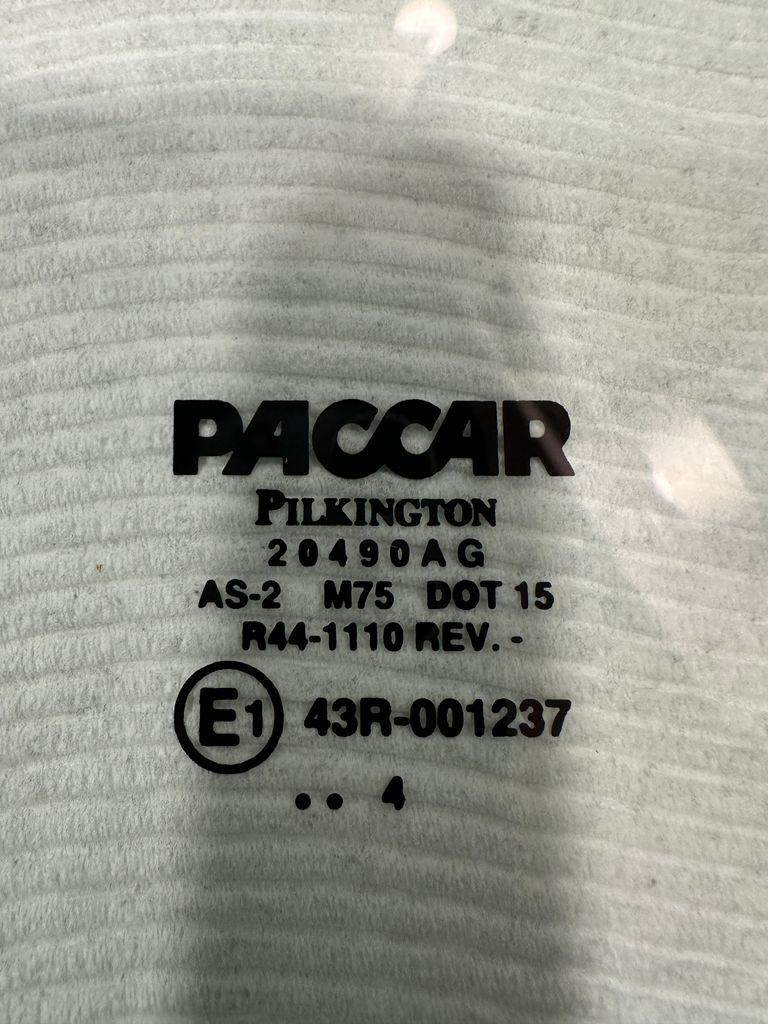 PACCAR
PILKINGTON
20490AG
AS-2 M75 DOT 15
R44-1110 REV. -
E1 43R-001237
.. 4